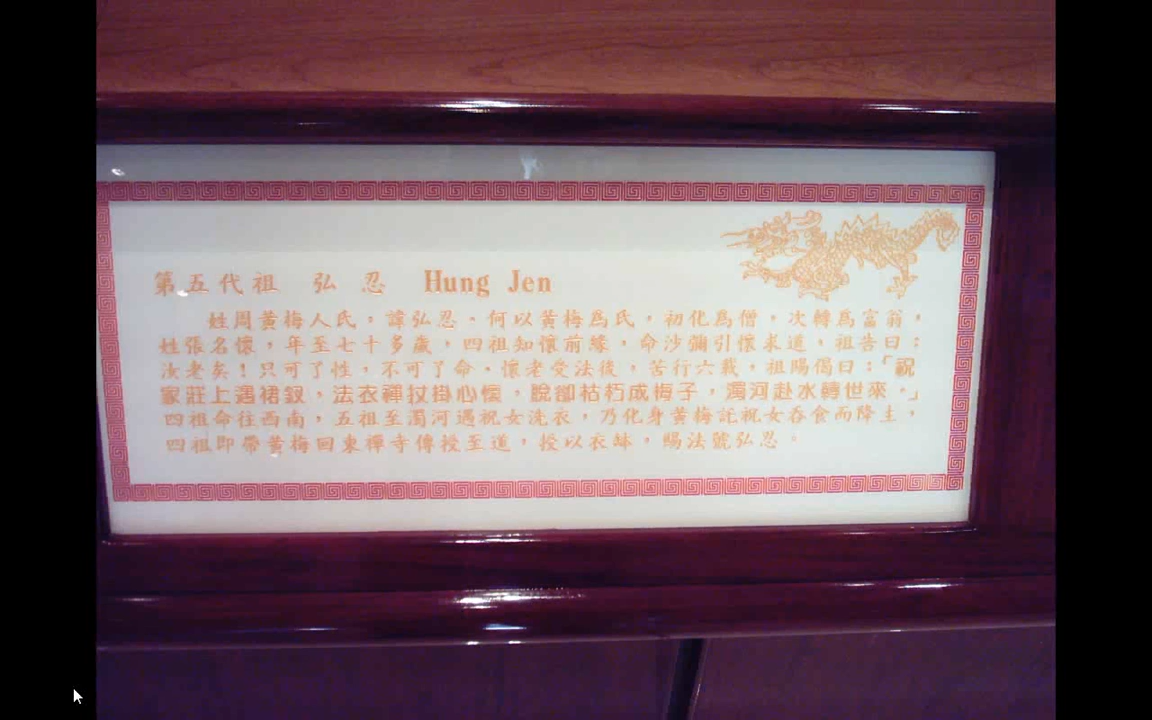 第五代祖 弘忍 Hung Jen
姓周黃梅人氏,諱弘忍。何以黃梅爲氏,初化爲僧,次轉爲富翁,
姓張名懷,年至七十多歲,四祖知懷前緣,命沙彌引懷求道,祖告曰:
汝老矣!只可了性,不可了命。懷老受法後,苦行六載,祖賜偈曰:「祝
家莊上遇裙釵,法衣禪杖掛心懷,脫卻枯朽成梅子,濁河赴水轉世來。」
四祖命往西南,五祖至濁河遇祝女洗衣,乃化身黃梅託祝女吞食而降生,
四祖即帶黃梅回東禪寺傳授至道,授以衣缽,賜法號弘忍。